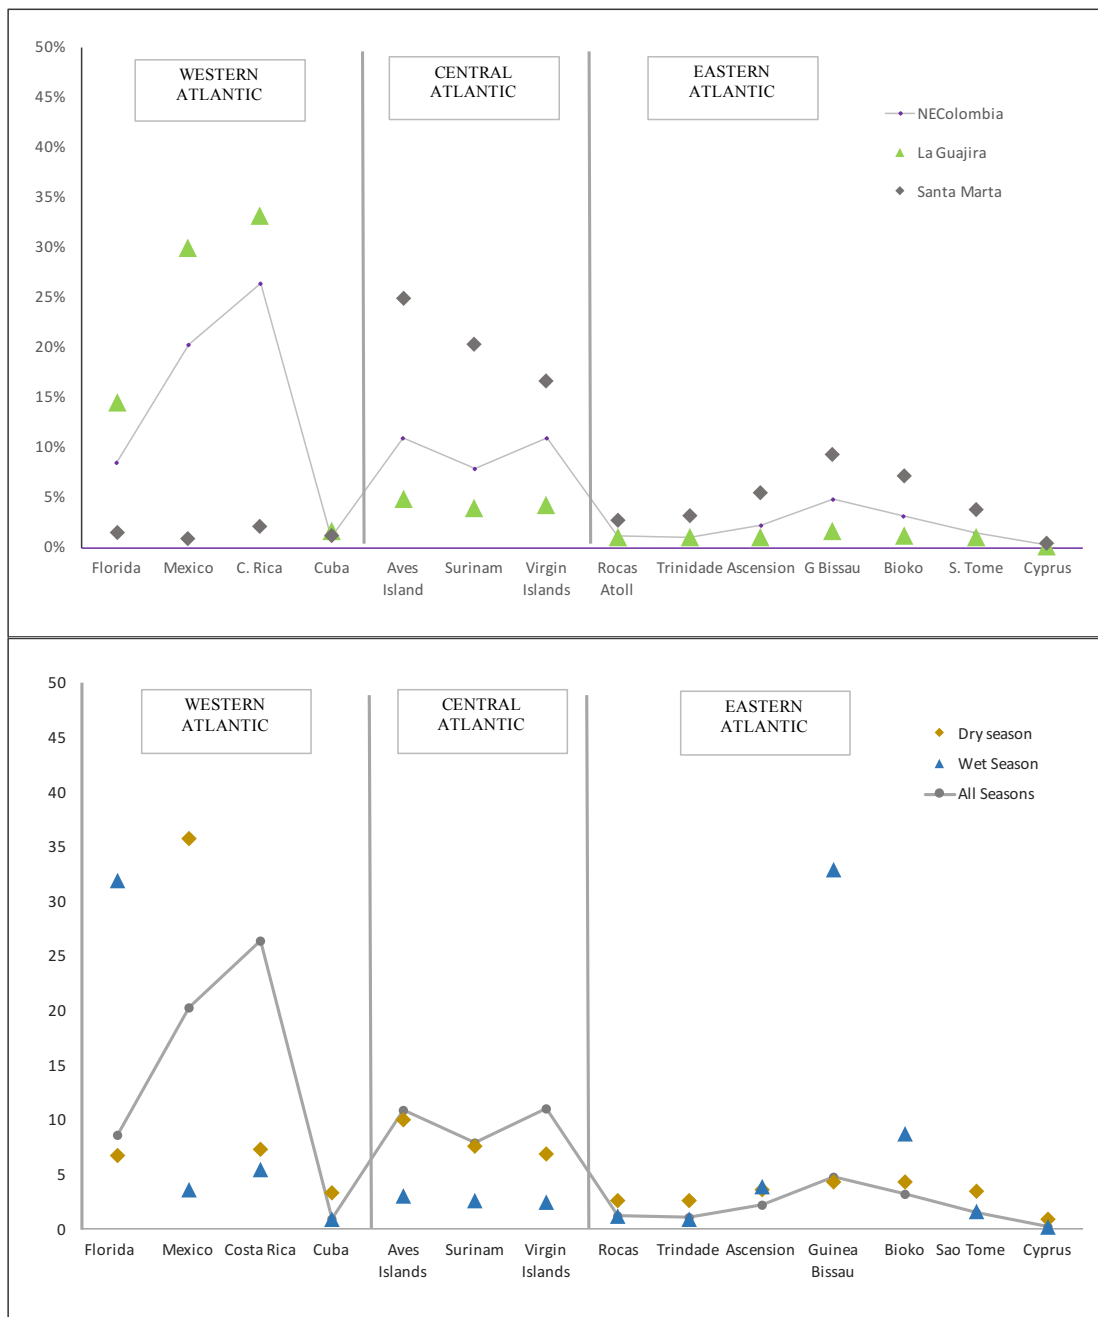 50%
45%
40%
35%
30%
25%
20%
15%
10%
5%
0%
WESTERN
ATLANTIC
CENTRAL
ATLANTIC
EASTERN
ATLANTIC
NEColombia
La Guajira
Santa Marta
Florida Mexico C. Rica Cuba Aves Surinam Virgin Rocas Trinidade Ascension G Bissau Bioko S. Tome Cyprus
Island Islands Atoll
50
45
40
35
30
25
20
15
10
5
0
WESTERN
ATLANTIC
CENTRAL
ATLANTIC
EASTERN
ATLANTIC
Dry season
Wet Season
All Seasons
Florida Mexico Costa Rica Cuba Aves Surinam Virgin Rocas Trindade Ascension Guinea Bioko Sao Tome Cyprus
Islands Islands Bissau